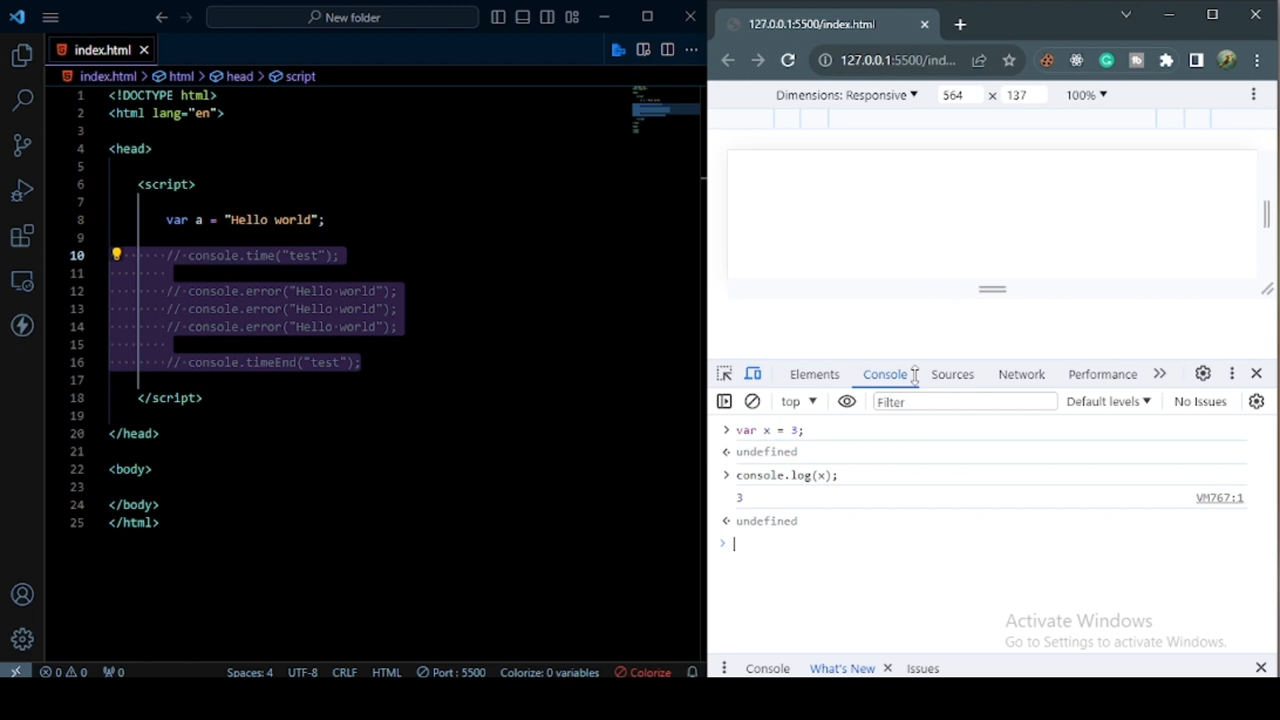 New folder
index.html
index.html > html > head > script
1 <!DOCTYPE html>
2 <html lang="en">
3
4 <head>
5
6 <script>
7
8 var a = "Hello world";
9
10 // console.time("test");
11
12 // console.error("Hello world");
13 // console.error("Hello world");
14 // console.error("Hello world");
15
16 // console.timeEnd("test");
17
18 </script>
19
20 </head>
21
22 <body>
23
24 </body>
25 </html>
0 0 0 Spaces: 4 UTF-8 CRLF HTML Port : 5500 Colorize: 0 variables Colorize
127.0.0.1:5500/index.html
127.0.0.1:5500/ind...
Dimensions: Responsive 564 × 137 100%
Elements Console Sources Network Performance
top Filter Default levels No Issues
> var x = 3;
undefined
> console.log(x);
3 VM767:1
undefined
>
Activate Windows
Go to Settings to activate Windows.
Console What's New Issues